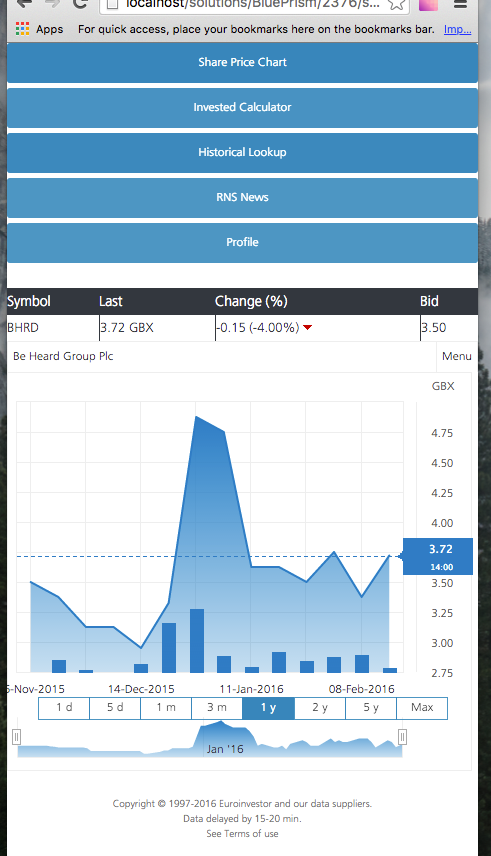 localhost/solutions/BluePrism/2376/s...
Apps For quick access, place your bookmarks here on the bookmarks bar. Imp...
Share Price Chart
Invested Calculator
Historical Lookup
RNS News
Profile
Symbol Last Change (%) Bid
BHRD 3.72 GBX -0.15 (-4.00%) 3.50
Be Heard Group Plc Menu
GBX
4.75
4.50
4.25
4.00
3.72
14:00
3.50
3.25
3.00
2.75
-Nov-2015 14-Dec-2015 11-Jan-2016 08-Feb-2016
1 d 5 d 1 m 3 m 1 y 2 y 5 y Max
Jan '16
Copyright © 1997-2016 Euroinvestor and our data suppliers.
Data delayed by 15-20 min.
See Terms of use